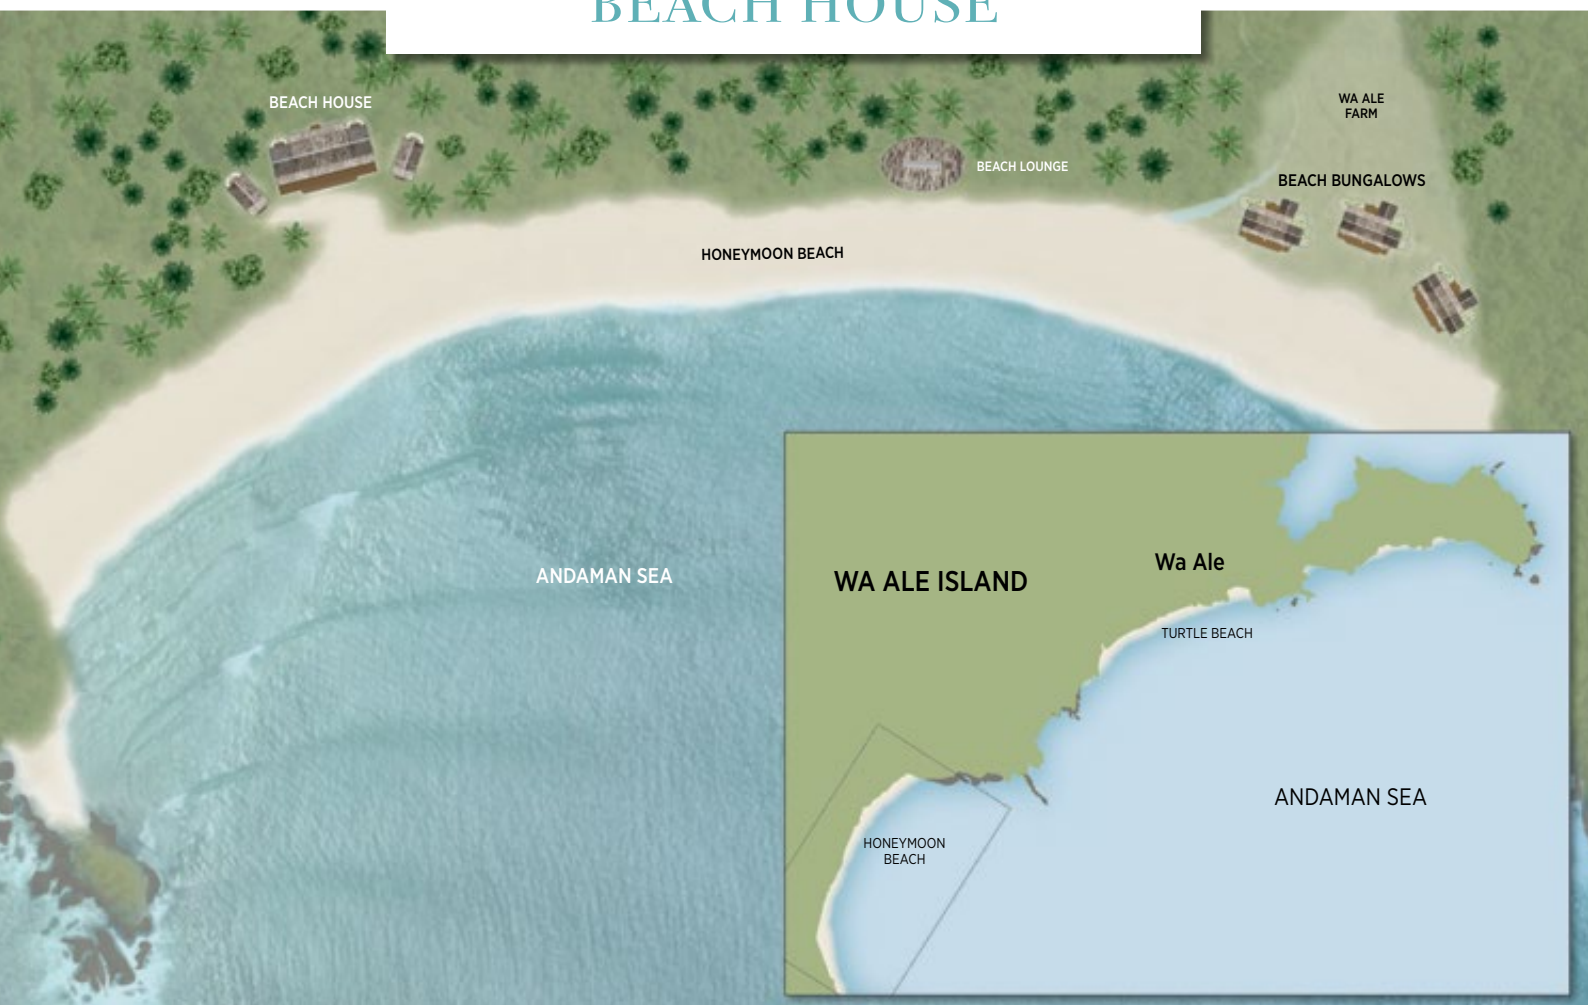 BEACH HOUSE
BEACH HOUSE
WA ALE
FARM
BEACH LOUNGE
BEACH BUNGALOWS
HONEYMOON BEACH
ANDAMAN SEA
WA ALE ISLAND
Wa Ale
TURTLE BEACH
ANDAMAN SEA
HONEYMOON
BEACH